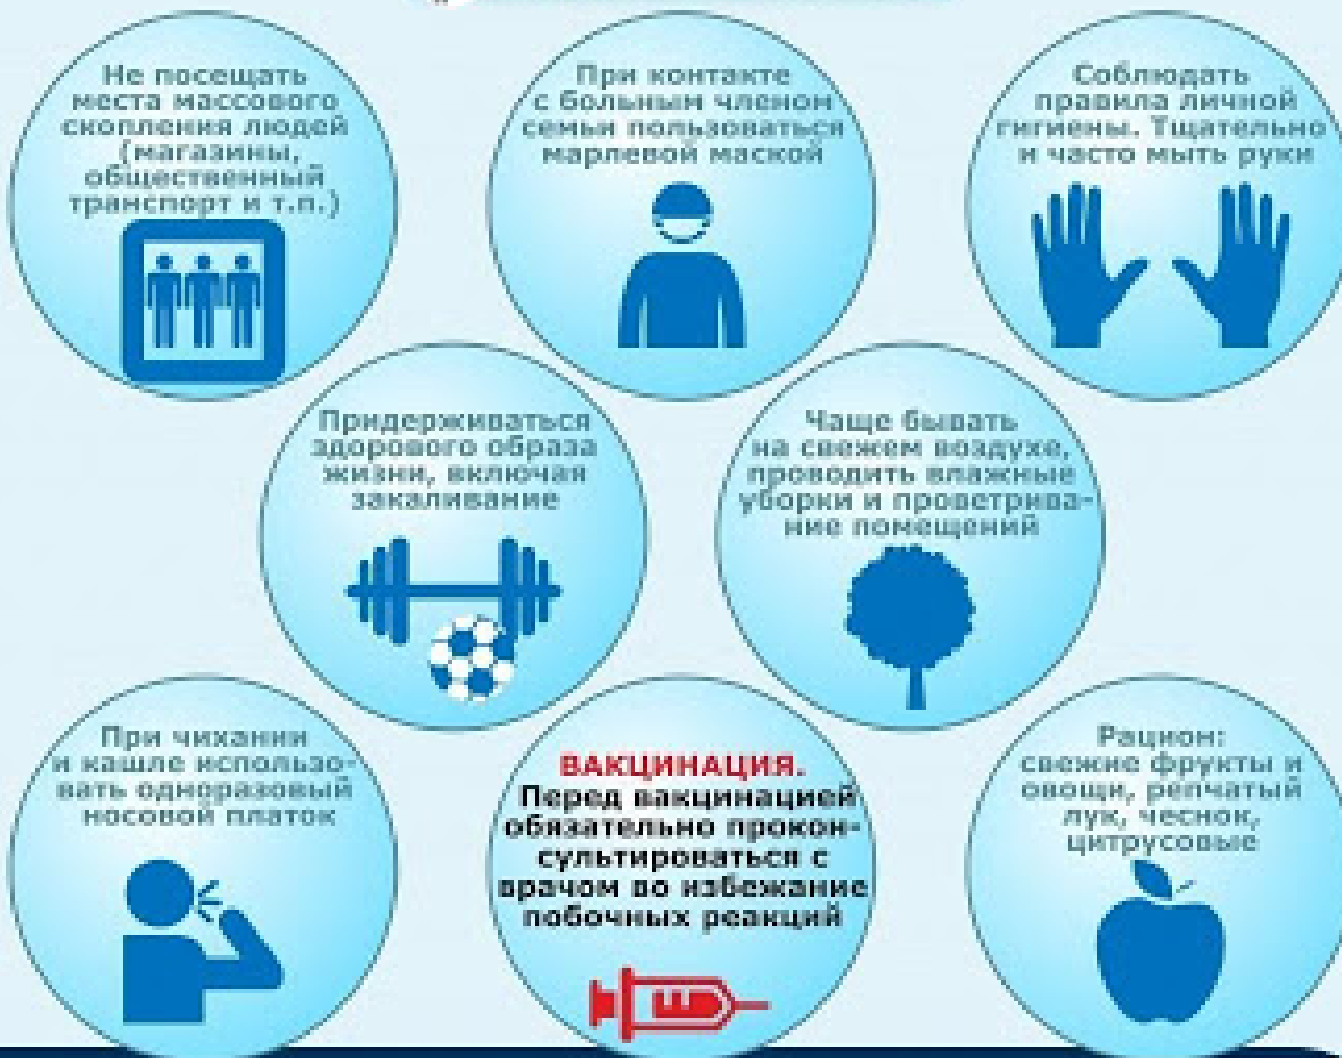 Не посещать
места массового
скопления людей
(магазины,
общественный
транспорт и т.п.)
При контакте
с больным членом
семьи пользоваться
марлевой маской
Соблюдать
правила личной
гигиены. Тщательно
и часто мыть руки
Придерживаться
здорового образа
жизни, включая
закаливание
Чаще бывать
на свежем воздухе,
проводить влажные
уборки и проветрива-
ние помещений
При чихании
и кашле использо-
вать одноразовый
носовой платок
ВАКЦИНАЦИЯ.
Перед вакцинацией
обязательно прокон-
сультироваться с
врачом во избежание
побочных реакций
Рацион:
свежие фрукты и
овощи, репчатый
лук, чеснок,
цитрусовые